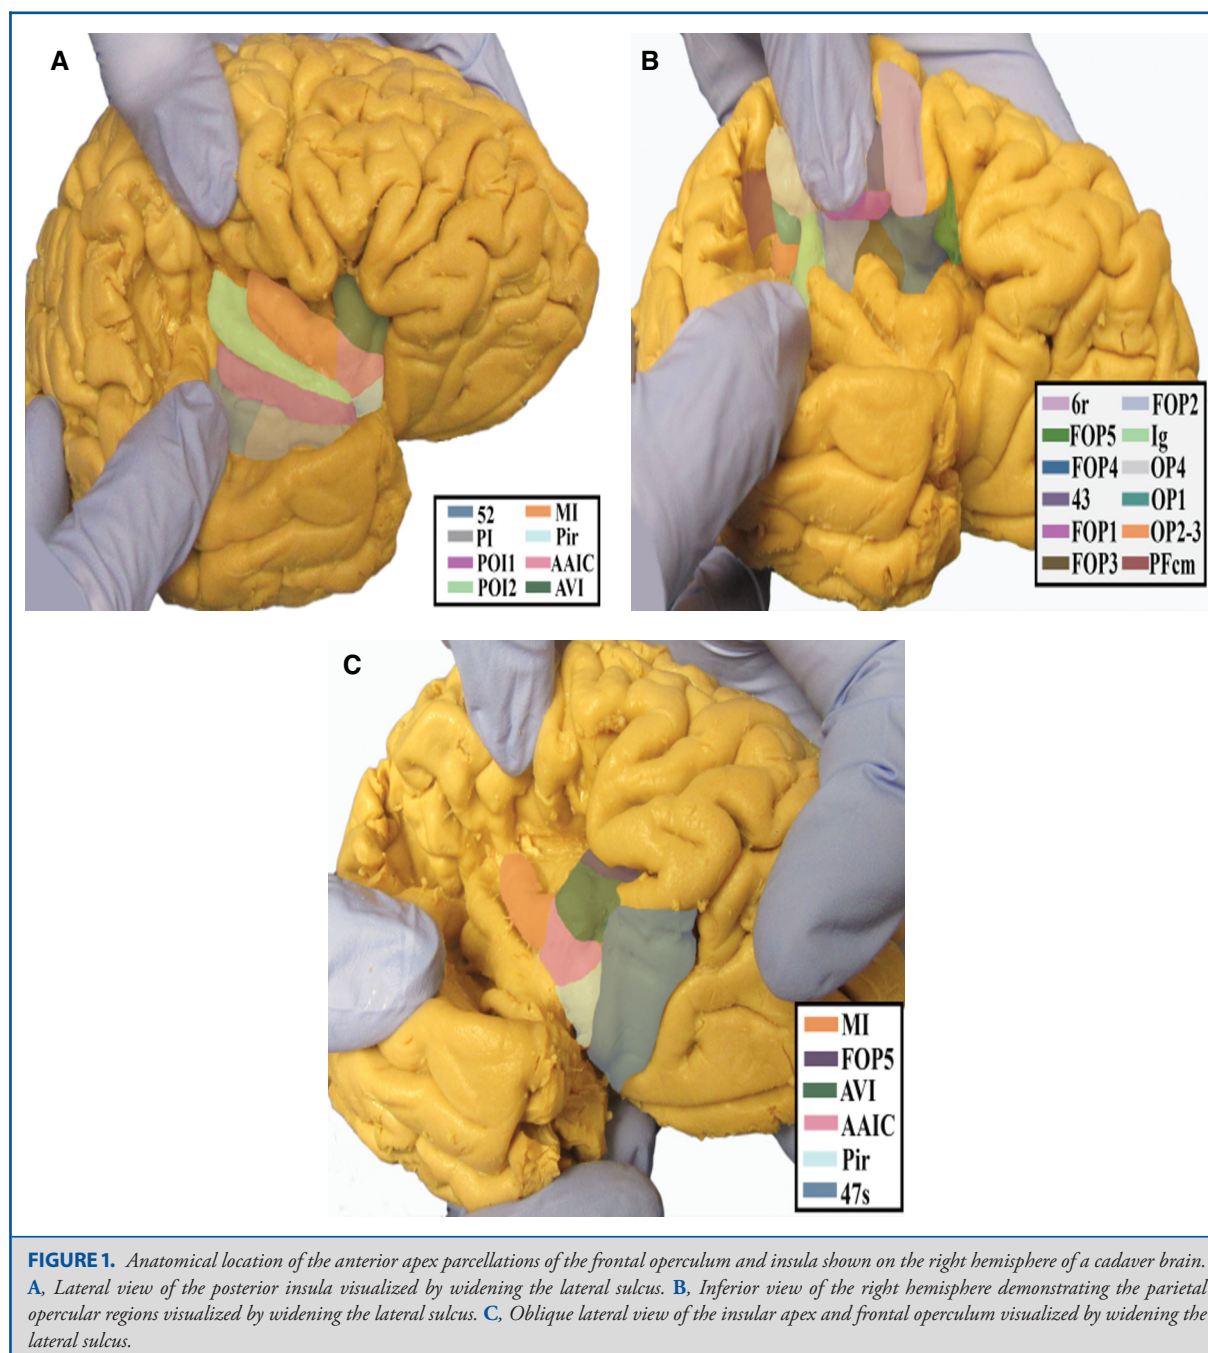 A
52
MI
PI
Pir
POI1
AAIC
POI2
AVI
B
6r
FOP2
FOP5
Ig
FOP4
OP4
43
OP1
FOP1
OP2-3
FOP3
PFcm
C
MI
FOP5
AVI
AAIC
Pir
47s
FIGURE 1. Anatomical location of the anterior apex parcellations of the frontal operculum and insula shown on the right hemisphere of a cadaver brain.
A, Lateral view of the posterior insula visualized by widening the lateral sulcus. B, Inferior view of the right hemisphere demonstrating the parietal
opercular regions visualized by widening the lateral sulcus. C, Oblique lateral view of the insular apex and frontal operculum visualized by widening the
lateral sulcus.